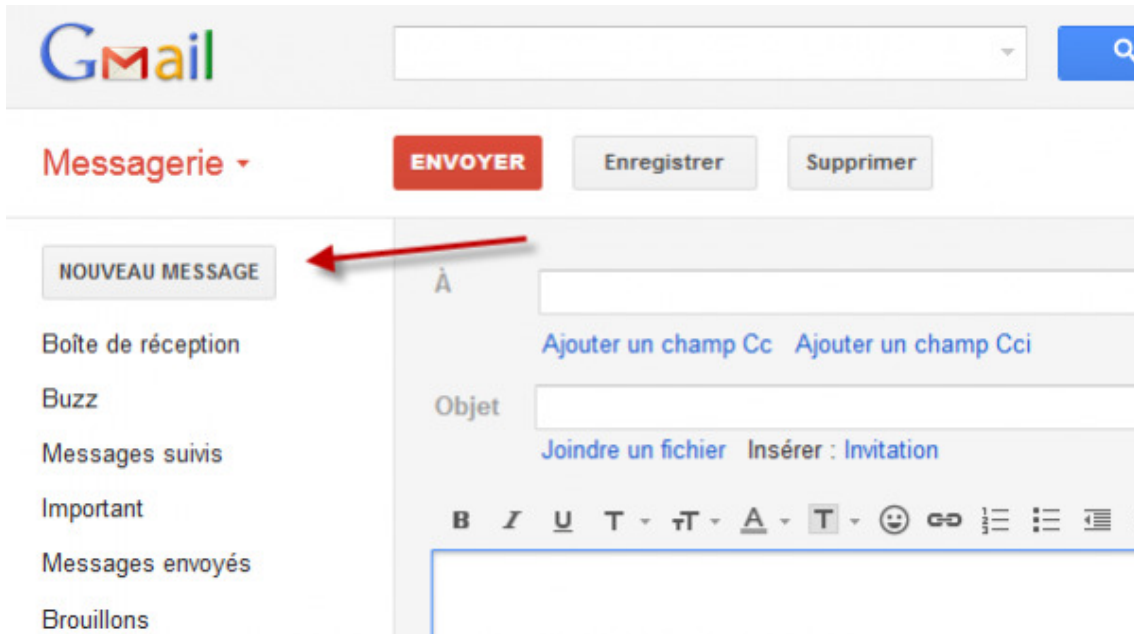 Gmail
Messagerie
ENVOYER Enregistrer Supprimer
NOUVEAU MESSAGE
À
Boîte de réception
Ajouter un champ Cc Ajouter un champ Cci
Buzz
Objet
Messages suivis
Joindre un fichier Insérer : Invitation
Important
B I U T TT A T
Messages envoyés
Brouillons